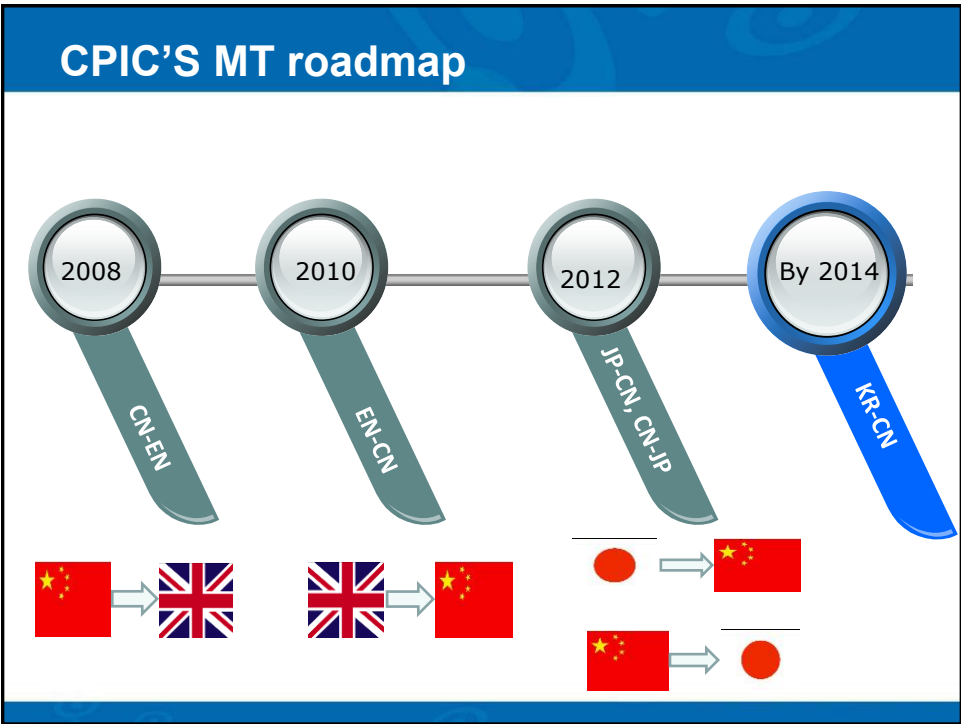 CPIC'S MT roadmap
2008
2010
2012
By 2014
CN-EN
EN-CN
JP-CN, CN-JP
KR-CN